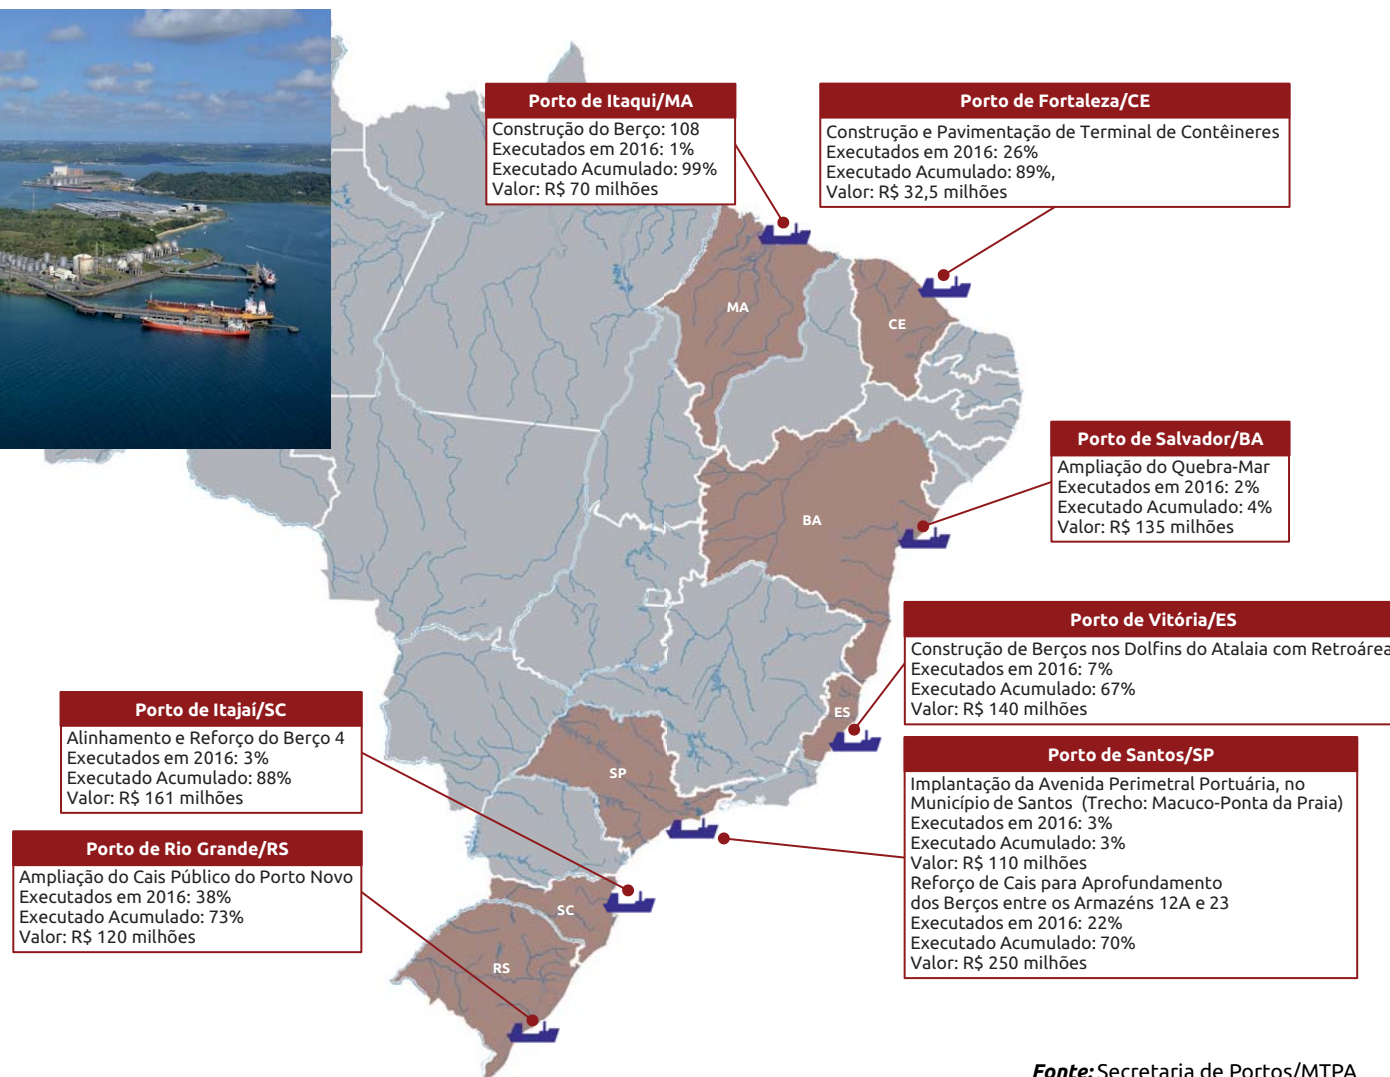 Porto de Itaqui/MA
Construção do Berço: 108
Executados em 2016: 1%
Executado Acumulado: 99%
Valor: R$ 70 milhões
Porto de Fortaleza/CE
Construção e Pavimentação de Terminal de Contêineres
Executados em 2016: 26%
Executado Acumulado: 89%,
Valor: R$ 32,5 milhões
MA
CE
Porto de Salvador/BA
Ampliação do Quebra-Mar
Executados em 2016: 2%
Executado Acumulado: 4%
Valor: R$ 135 milhões
BA
Porto de Vitória/ES
Construção de Berços nos Dolfins do Atalaia com Retroárea
Executados em 2016: 7%
Executado Acumulado: 67%
Valor: R$ 140 milhões
ES
Porto de Itajaí/SC
Alinhamento e Reforço do Berço 4
Executados em 2016: 3%
Executado Acumulado: 88%
Valor: R$ 161 milhões
SP
Porto de Santos/SP
Implantação da Avenida Perimetral Portuária, no
Município de Santos (Trecho: Macuco-Ponta da Praia)
Executados em 2016: 3%
Executado Acumulado: 3%
Valor: R$ 110 milhões
Reforço de Cais para Aprofundamento
dos Berços entre os Armazéns 12A e 23
Executados em 2016: 22%
Executado Acumulado: 70%
Valor: R$ 250 milhões
Porto de Rio Grande/RS
Ampliação do Cais Público do Porto Novo
Executados em 2016: 38%
Executado Acumulado: 73%
Valor: R$ 120 milhões
SC
RS
Fonte: Secretaria de Portos/MTPA